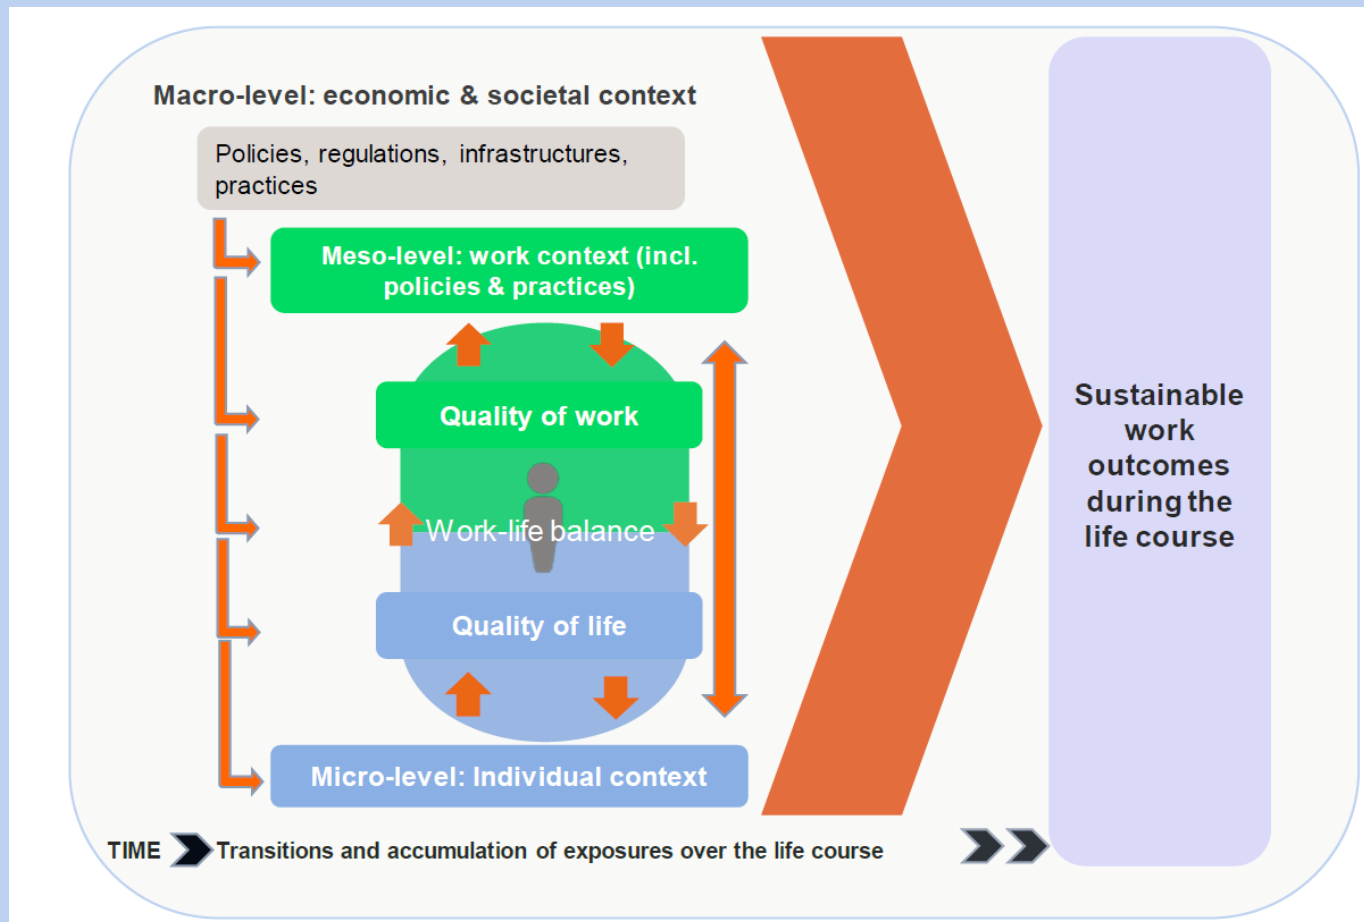 Macro-level: economic & societal context
Policies, regulations, infrastructures,
practices
Meso-level: work context (incl.
policies & practices)
Quality of work
Work-life balance
Quality of life
Micro-level: Individual context
Sustainable
work
outcomes
during the
life course
TIME
Transitions and accumulation of exposures over the life course